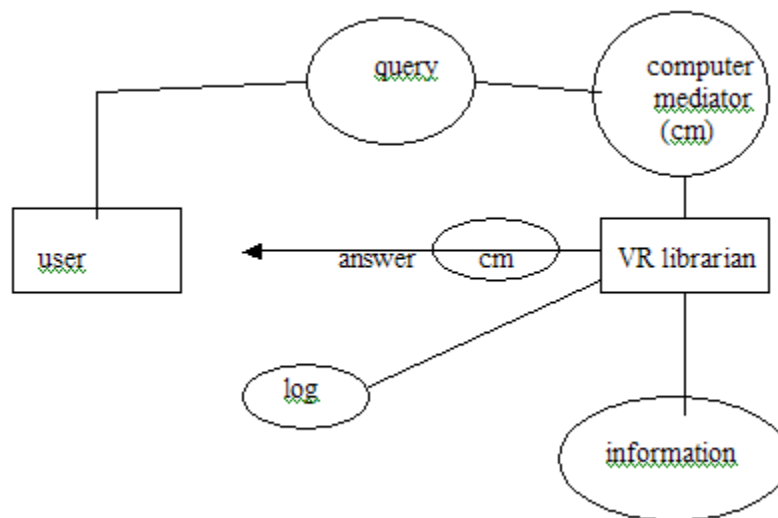 query
computer
mediator
(cm)
user
answer
cm
VR librarian
log
information